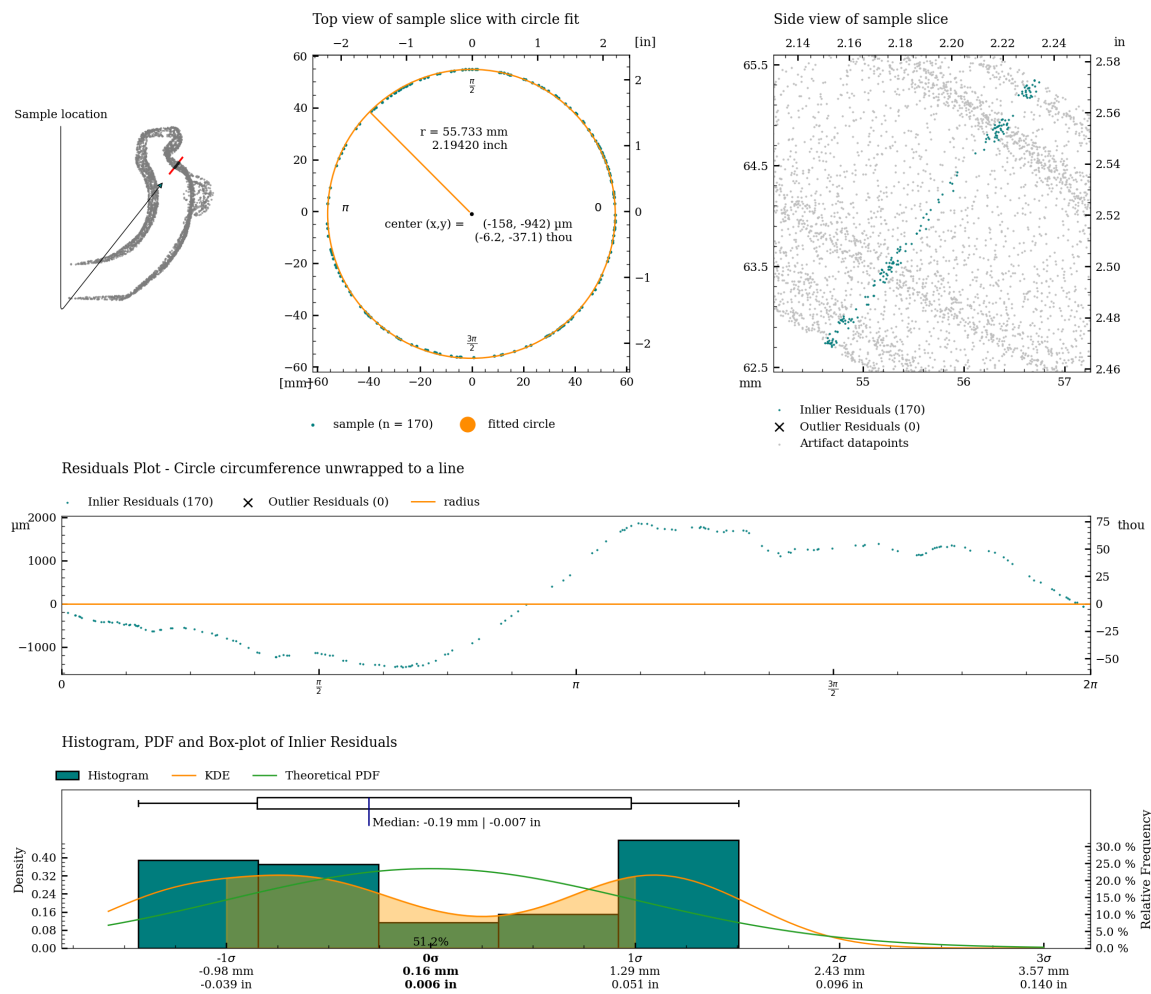 Top view of sample slice with circle fit
Side view of sample slice
−2 −1 0 1 2 [in]
2.14 2.16 2.18 2.20 2.22 2.24 in
Sample location
60
40
20
0
−20
−40
−60
[mm]
−60 −40 −20 0 20 40 60
2
1
0
−1
−2
π/2
r = 55.733 mm
2.19420 inch
π
0
center (x,y) = (-158, -942) µm
(-6.2, -37.1) thou
3π/2
65.5
64.5
63.5
62.5
mm
55 56 57
2.58
2.56
2.54
2.52
2.50
2.48
2.46
sample (n = 170)
fitted circle
Inlier Residuals (170)
Outlier Residuals (0)
Artifact datapoints
Residuals Plot - Circle circumference unwrapped to a line
Inlier Residuals (170)
Outlier Residuals (0)
radius
µm
2000
1000
0
−1000
75 thou
50
25
0
−25
−50
0 π/2 π 3π/2 2π
Histogram, PDF and Box-plot of Inlier Residuals
Histogram
KDE
Theoretical PDF
Median: -0.19 mm | -0.007 in
Density
0.40
0.32
0.24
0.16
0.08
0.00
51.2%
30.0 %
25.0 %
20.0 %
15.0 %
10.0 %
5.0 %
0.0 %
Relative Frequency
-1σ 0σ 1σ 2σ 3σ
-0.98 mm 0.16 mm 1.29 mm 2.43 mm 3.57 mm
-0.039 in 0.006 in 0.051 in 0.096 in 0.140 in